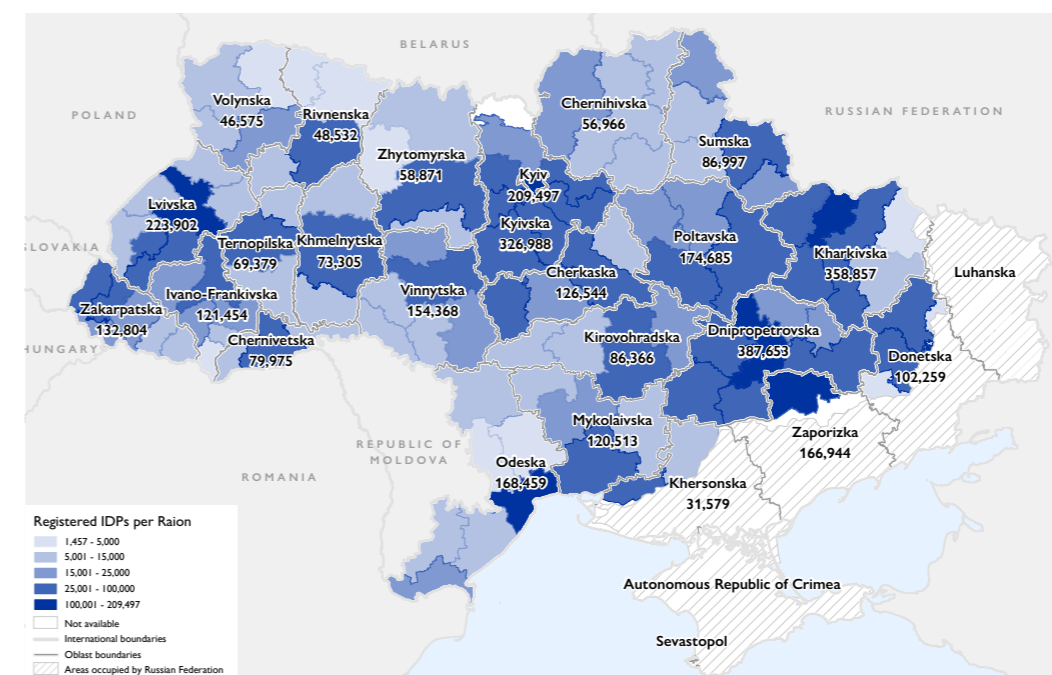 BELARUS
POLAND
RUSSIAN FEDERATION
Volynska
46,575
Rivnenska
48,532
Chernihivska
56,966
Zhytomyrska
58,871
Sumska
86,997
Kyiv
209,497
Lvivska
223,902
Kyivska
326,988
SLOVAKIA
Ternopilska
69,379
Khmelnytska
73,305
Poltavska
174,685
Kharkivska
358,857
Luhanska
Cherkaska
126,544
Zakarpatska
132,804
Ivano-Frankivska
121,454
Vinnytska
154,368
HUNGARY
Chernivetska
79,975
Kirovohradska
86,366
Dnipropetrovska
387,653
Donetska
102,259
Mykolaivska
120,513
Zaporizka
166,944
REPUBLIC OF
MOLDOVA
ROMANIA
Odeska
168,459
Khersonska
31,579
Autonomous Republic of Crimea
Sevastopol
Registered IDPs per Raion
1,457 - 5,000
5,001 - 15,000
15,001 - 25,000
25,001 - 100,000
100,001 - 209,497
Not available
International boundaries
Oblast boundaries
Areas occupied by Russian Federation